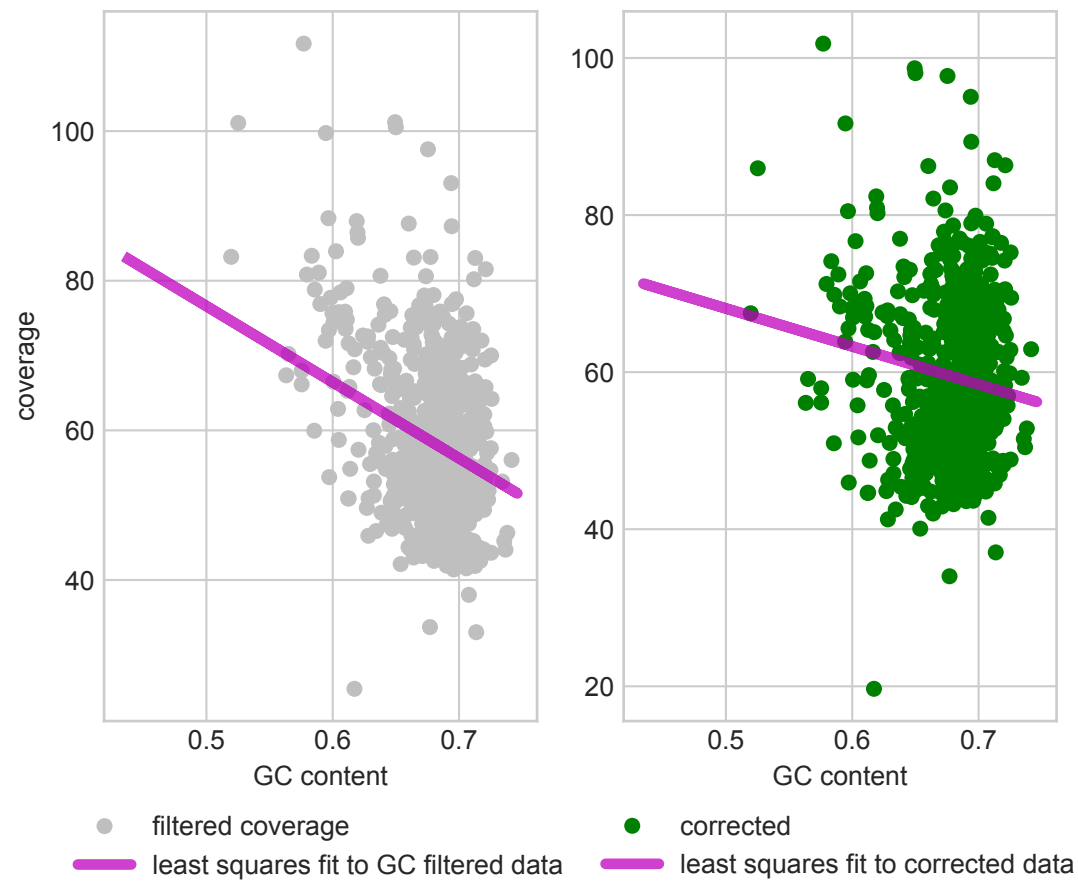 coverage
100
80
60
40
0.5 0.6 0.7
GC content
filtered coverage
least squares fit to GC filtered data
100
80
60
40
20
0.5 0.6 0.7
GC content
corrected
least squares fit to corrected data